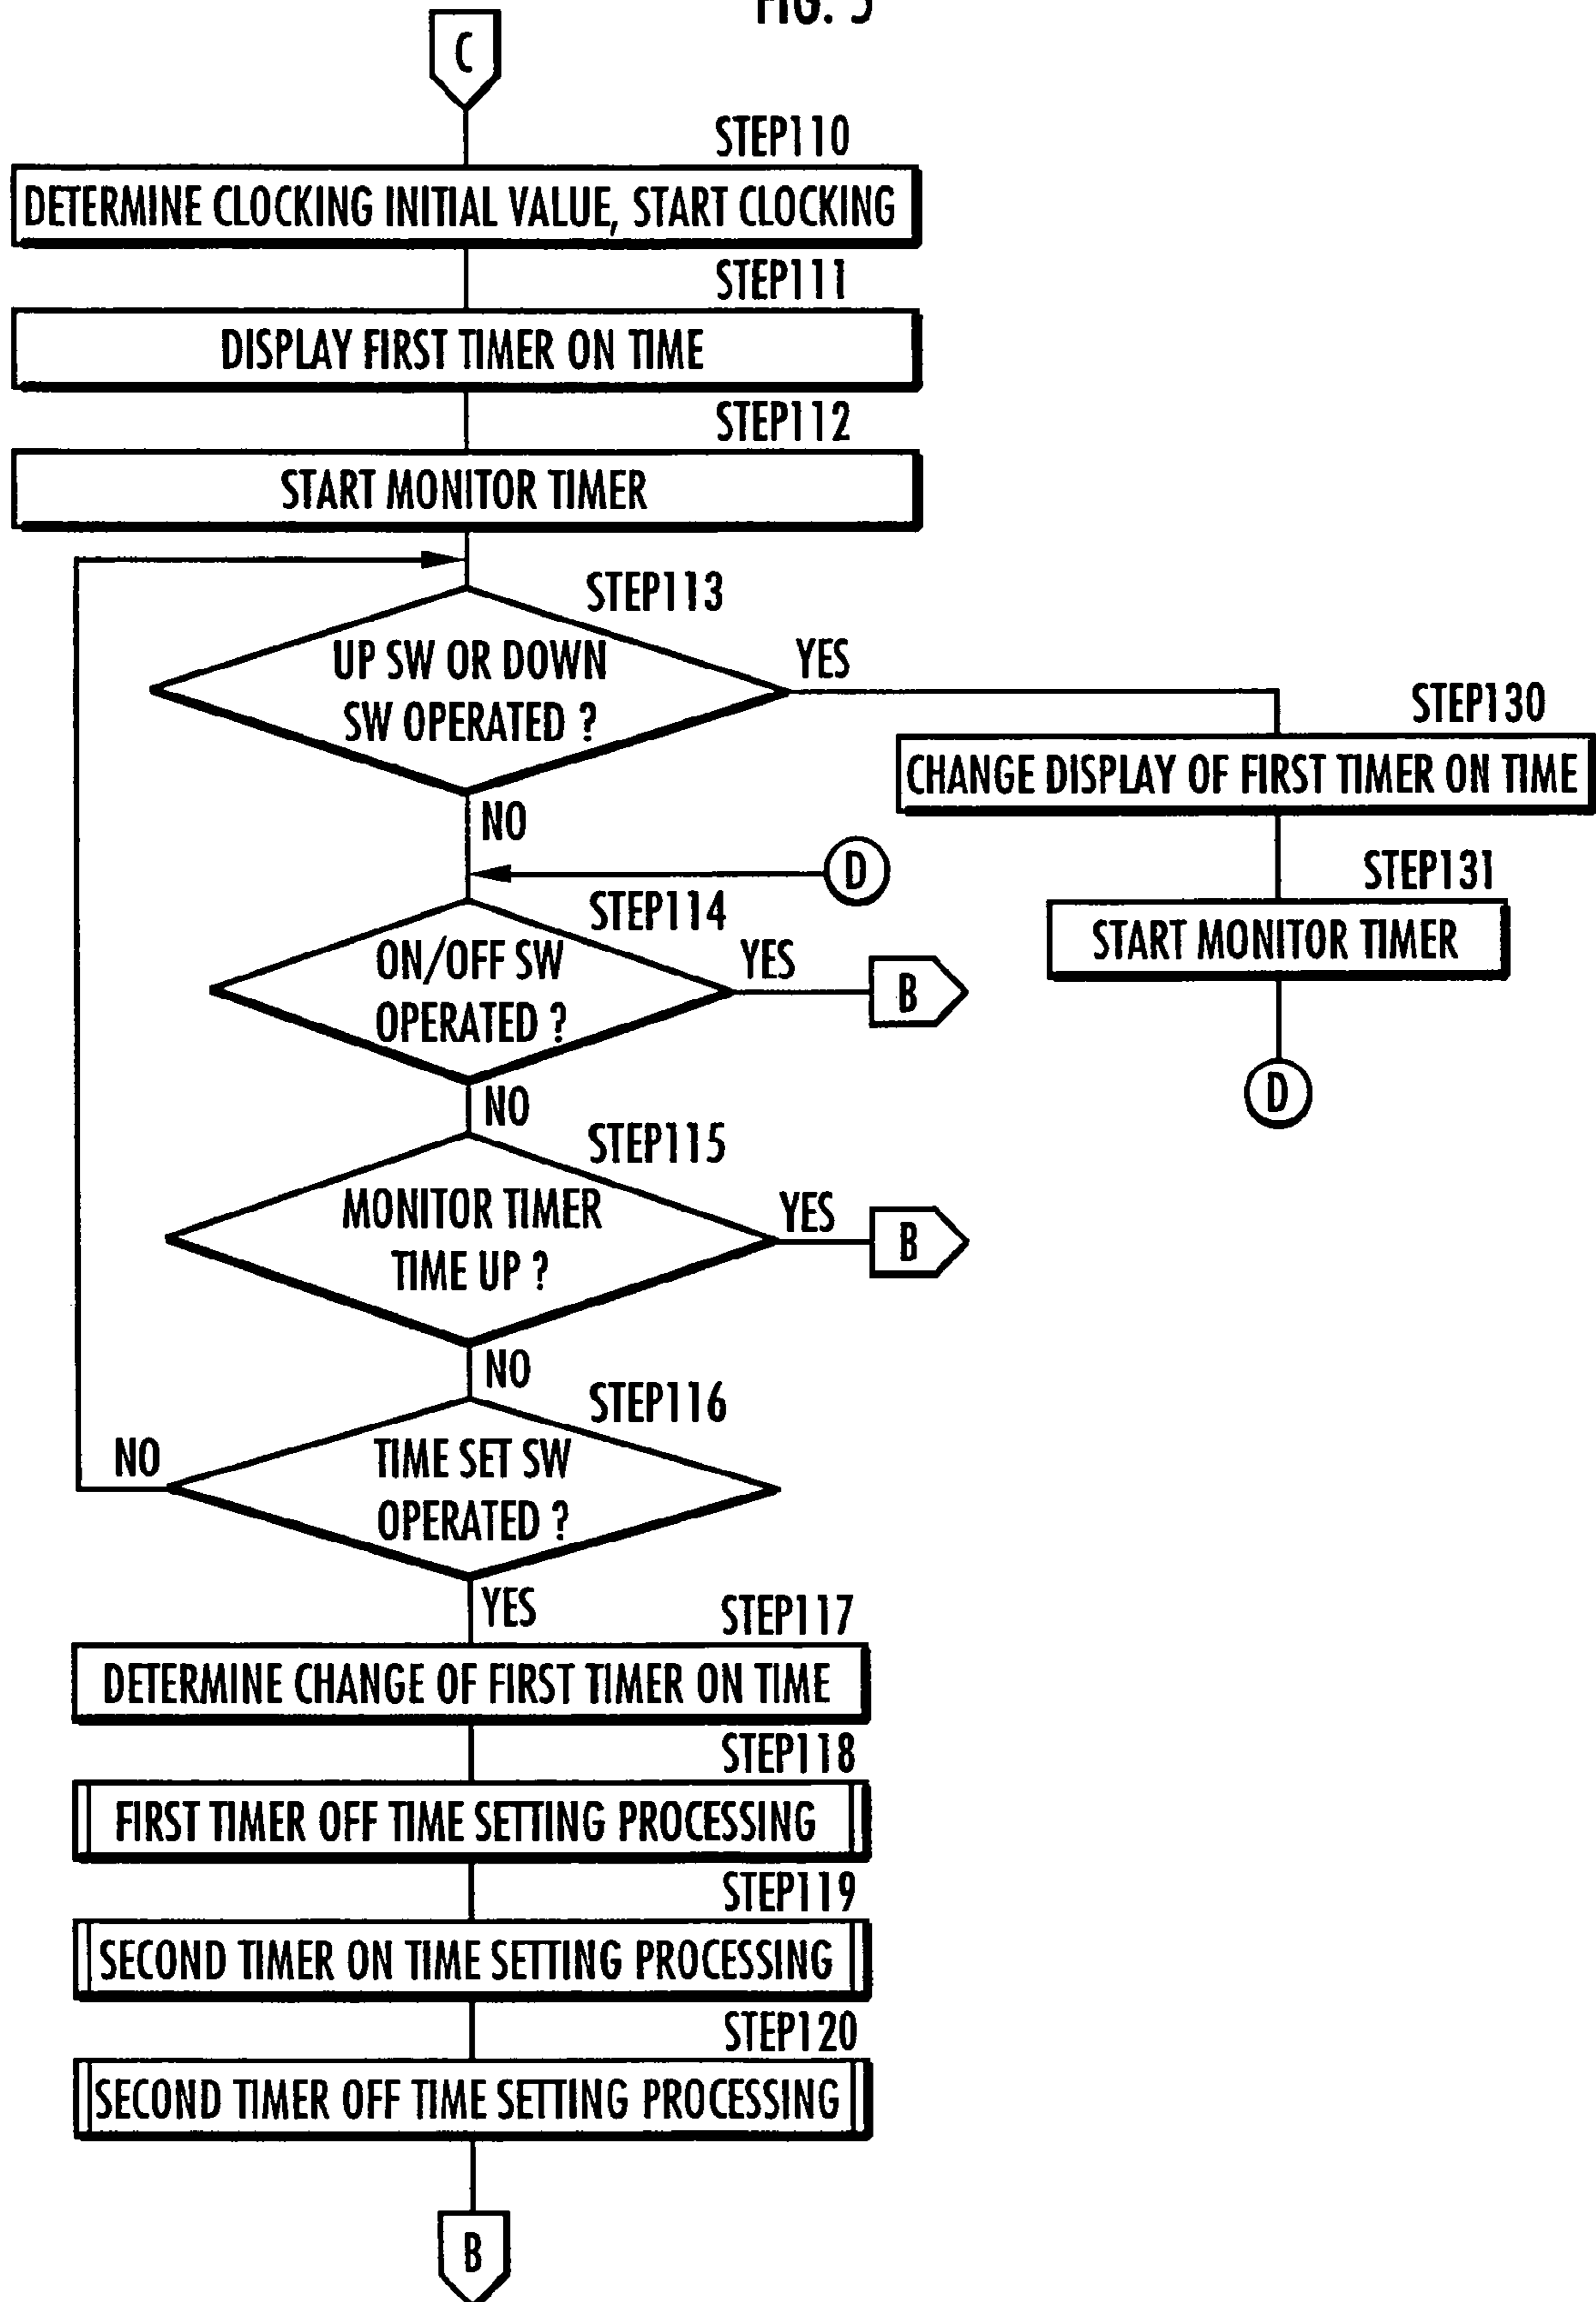 FIG. 5
C
STEP110
DETERMINE CLOCKING INITIAL VALUE, START CLOCKING
STEP111
DISPLAY FIRST TIMER ON TIME
STEP112
START MONITOR TIMER
STEP113
UP SW OR DOWN
SW OPERATED ?
YES
STEP130
CHANGE DISPLAY OF FIRST TIMER ON TIME
NO
STEP131
START MONITOR TIMER
D
D
STEP114
ON/OFF SW
OPERATED ?
YES
B
NO
STEP115
MONITOR TIMER
TIME UP ?
YES
B
NO
STEP116
TIME SET SW
OPERATED ?
NO
YES
STEP117
DETERMINE CHANGE OF FIRST TIMER ON TIME
STEP118
FIRST TIMER OFF TIME SETTING PROCESSING
STEP119
SECOND TIMER ON TIME SETTING PROCESSING
STEP120
SECOND TIMER OFF TIME SETTING PROCESSING
B